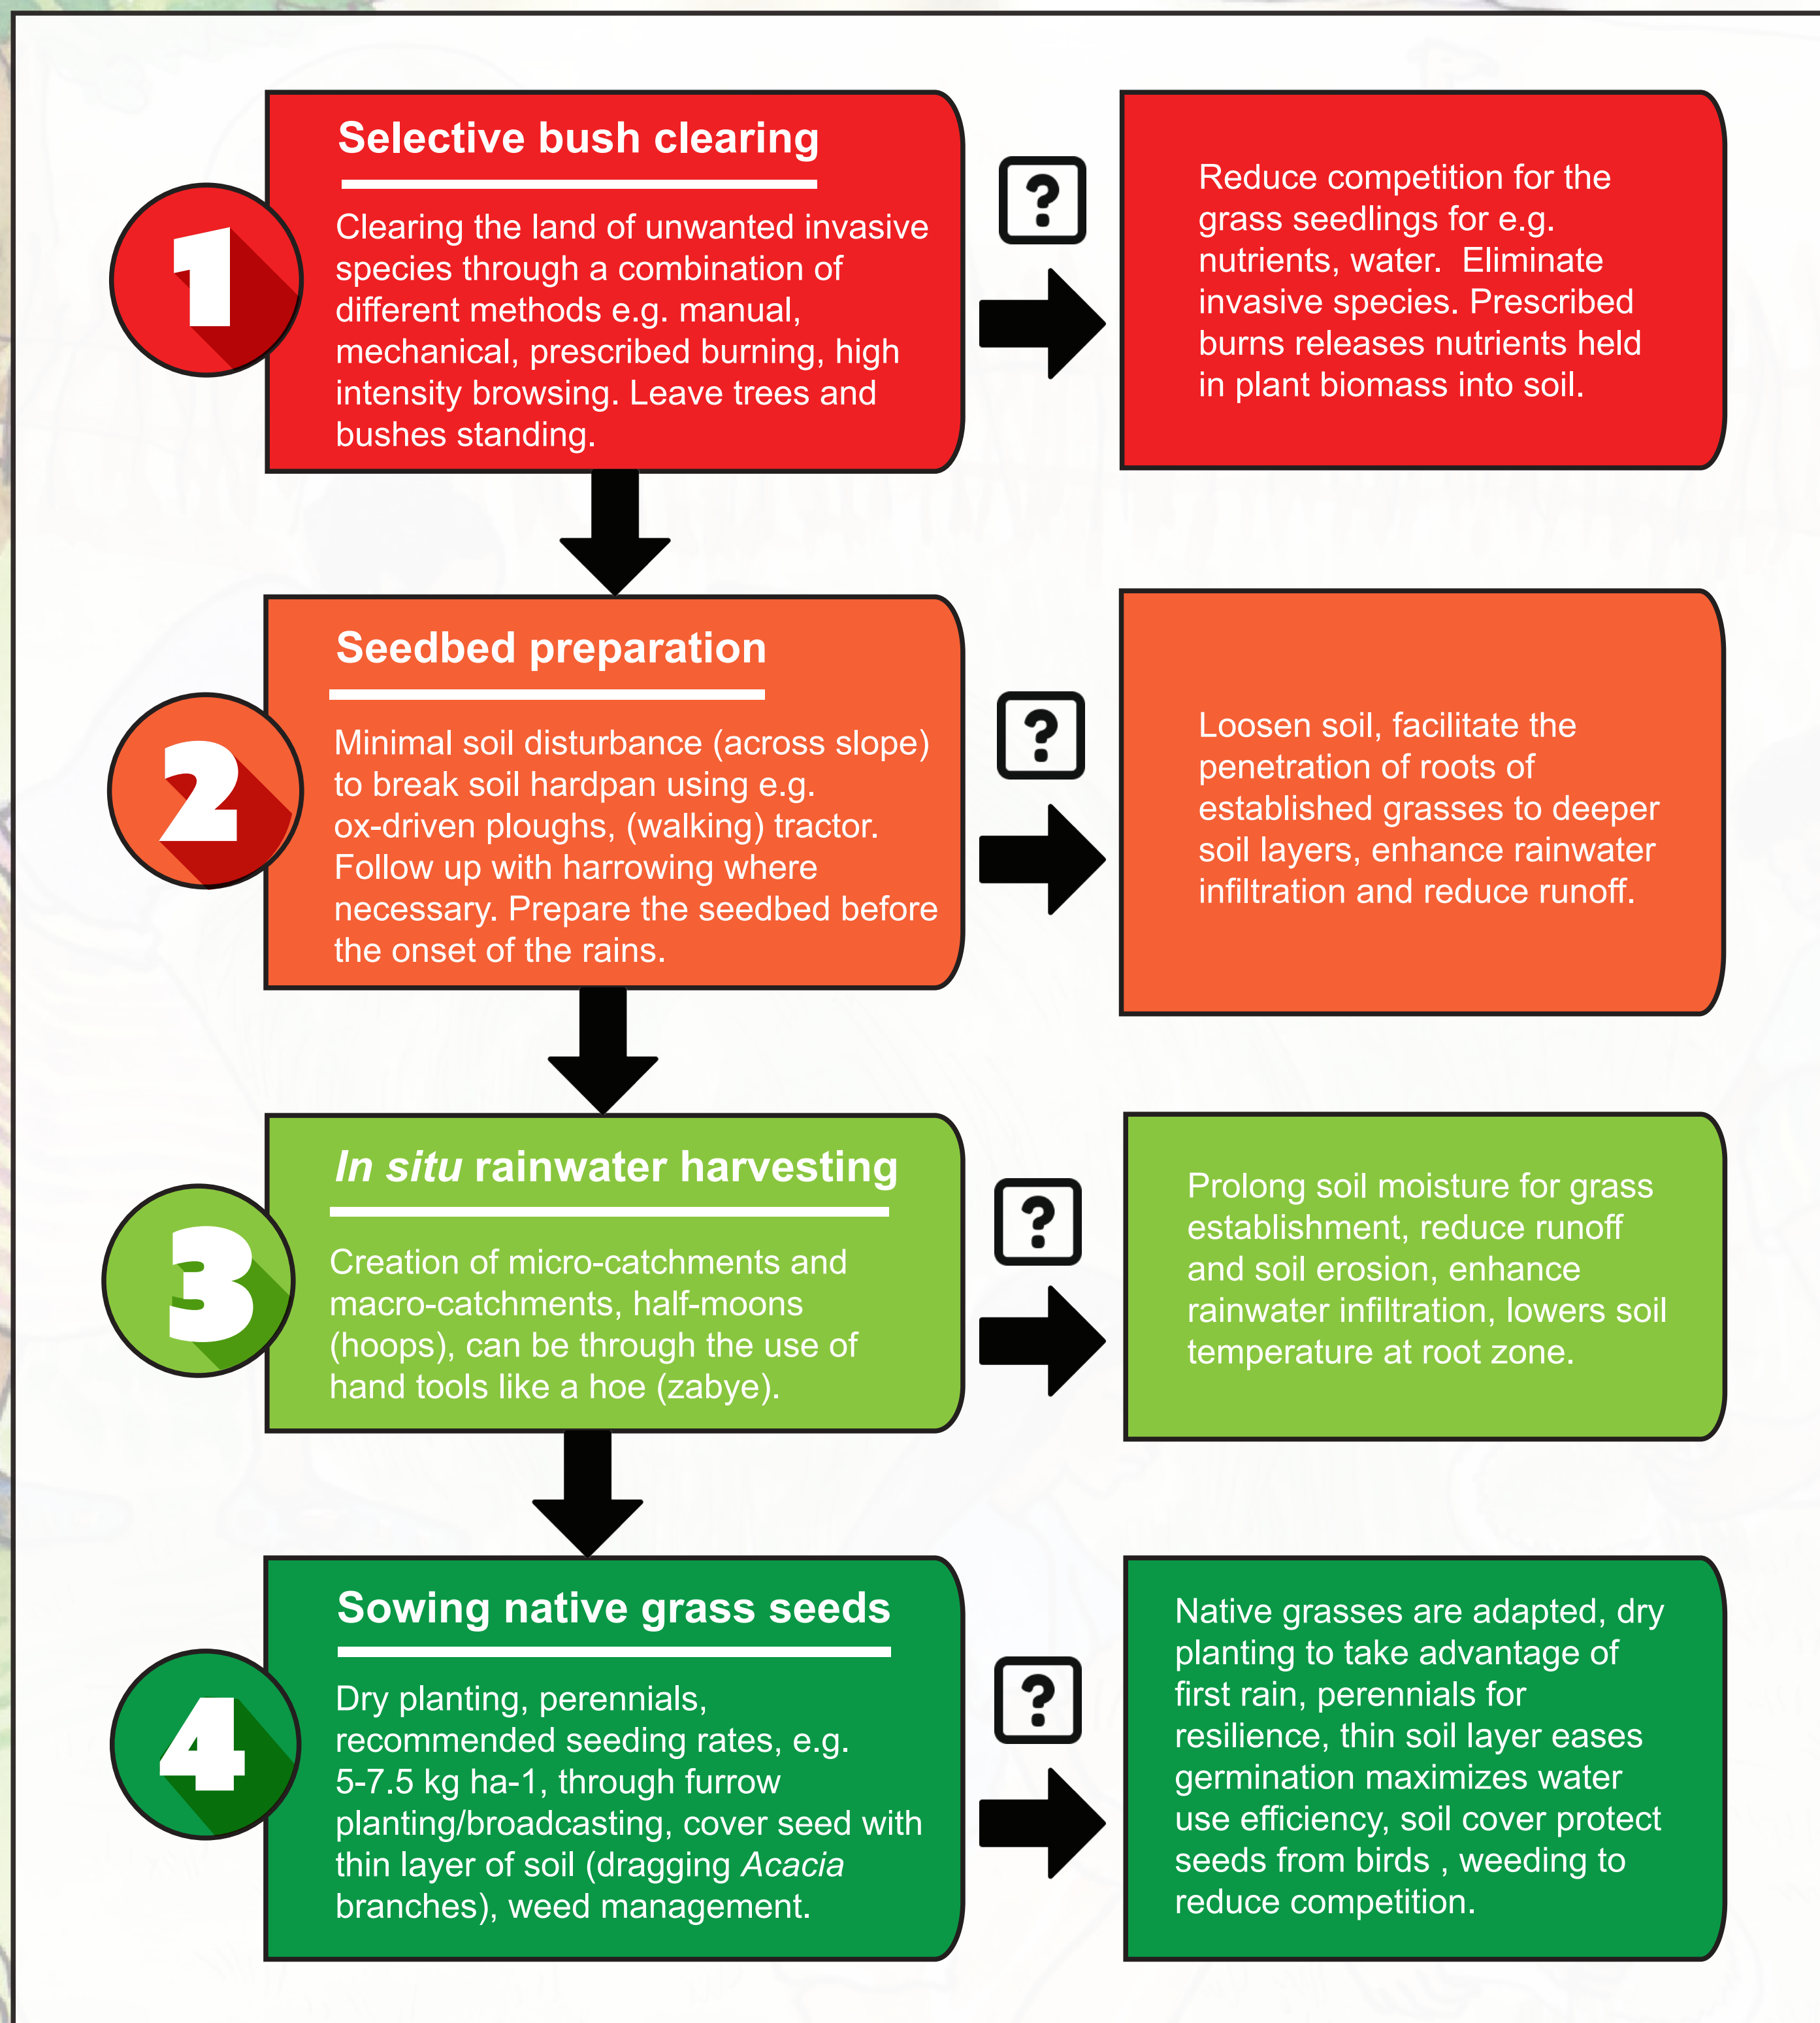 1
Selective bush clearing
Clearing the land of unwanted invasive
species through a combination of
different methods e.g. manual,
mechanical, prescribed burning, high
intensity browsing. Leave trees and
bushes standing.
?
Reduce competition for the
grass seedlings for e.g.
nutrients, water.  Eliminate
invasive species. Prescribed
burns releases nutrients held
in plant biomass into soil.
2
Seedbed preparation
Minimal soil disturbance (across slope)
to break soil hardpan using e.g.
ox-driven ploughs, (walking) tractor.
Follow up with harrowing where
necessary. Prepare the seedbed before
the onset of the rains.
?
Loosen soil, facilitate the
penetration of roots of
established grasses to deeper
soil layers, enhance rainwater
infiltration and reduce runoff.
3
In situ rainwater harvesting
Creation of micro-catchments and
macro-catchments, half-moons
(hoops), can be through the use of
hand tools like a hoe (zabye).
?
Prolong soil moisture for grass
establishment, reduce runoff
and soil erosion, enhance
rainwater infiltration, lowers soil
temperature at root zone.
4
Sowing native grass seeds
Dry planting, perennials,
recommended seeding rates, e.g.
5-7.5 kg ha-1, through furrow
planting/broadcasting, cover seed with
thin layer of soil (dragging Acacia
branches), weed management.
?
Native grasses are adapted, dry
planting to take advantage of
first rain, perennials for
resilience, thin soil layer eases
germination maximizes water
use efficiency, soil cover protect
seeds from birds , weeding to
reduce competition.